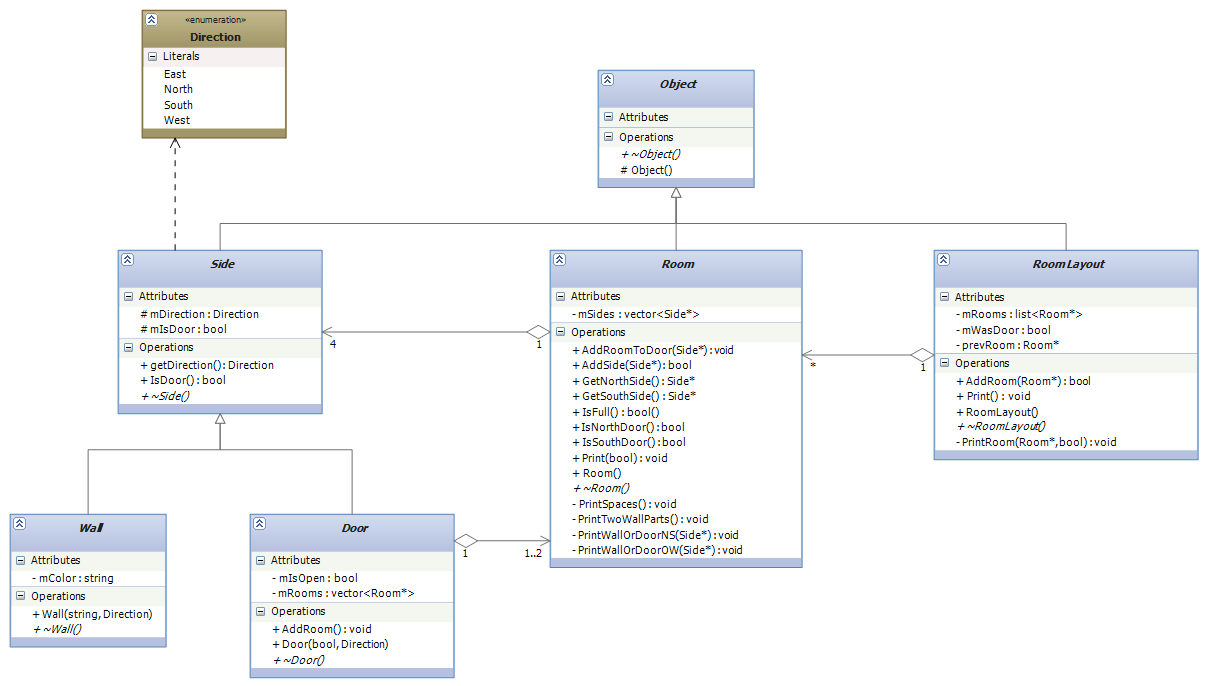 «enumeration»
Direction
Literals
East
North
South
West
Object
Attributes
Operations
+ ~Object()
# Object()
Side
Attributes
# mDirection : Direction
# mIsDoor : bool
Operations
+ getDirection() : Direction
+ IsDoor() : bool
+ ~Side()
4
1
Room
Attributes
- mSides : vector<Side*>
Operations
+ AddRoomToDoor(Side*) : void
+ AddSide(Side*) : bool
+ GetNorthSide() : Side*
+ GetSouthSide() : Side*
+ IsFull() : bool()
+ IsNorthDoor() : bool
+ IsSouthDoor() : bool
+ Print(bool) : void
+ Room()
+ ~Room()
- PrintSpaces() : void
- PrintTwoWallParts() : void
- PrintWallOrDoorNS(Side*) : void
- PrintWallOrDoorOW(Side*) : void
*
1
RoomLayout
Attributes
- mRooms : list<Room*>
- mWasDoor : bool
- prevRoom : Room*
Operations
+ AddRoom(Room*) : bool
+ Print() : void
+ RoomLayout()
+ ~RoomLayout()
- PrintRoom(Room*,bool) : void
Wall
Attributes
- mColor : string
Operations
+ Wall(string, Direction)
+ ~Wall()
Door
Attributes
- mIsOpen : bool
- mRooms : vector<Room*>
Operations
+ AddRoom() : void
+ Door(bool, Direction)
+ ~Door()
1
1..2